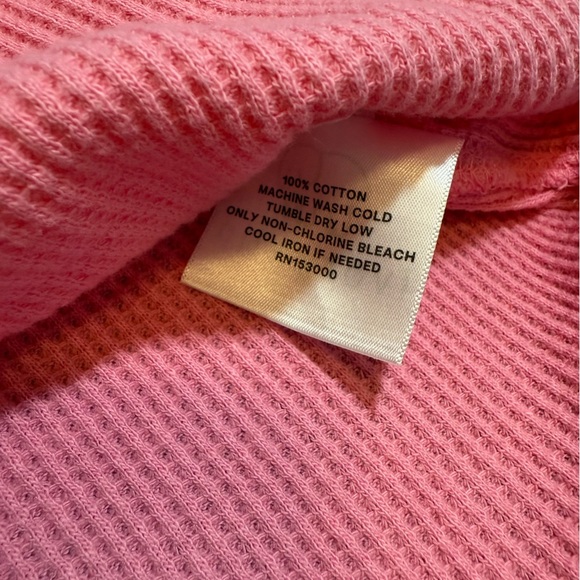 100% COTTON
MACHINE WASH COLD
TUMBLE DRY LOW
ONLY NON-CHLORINE BLEACH
COOL IRON IF NEEDED
RN153000